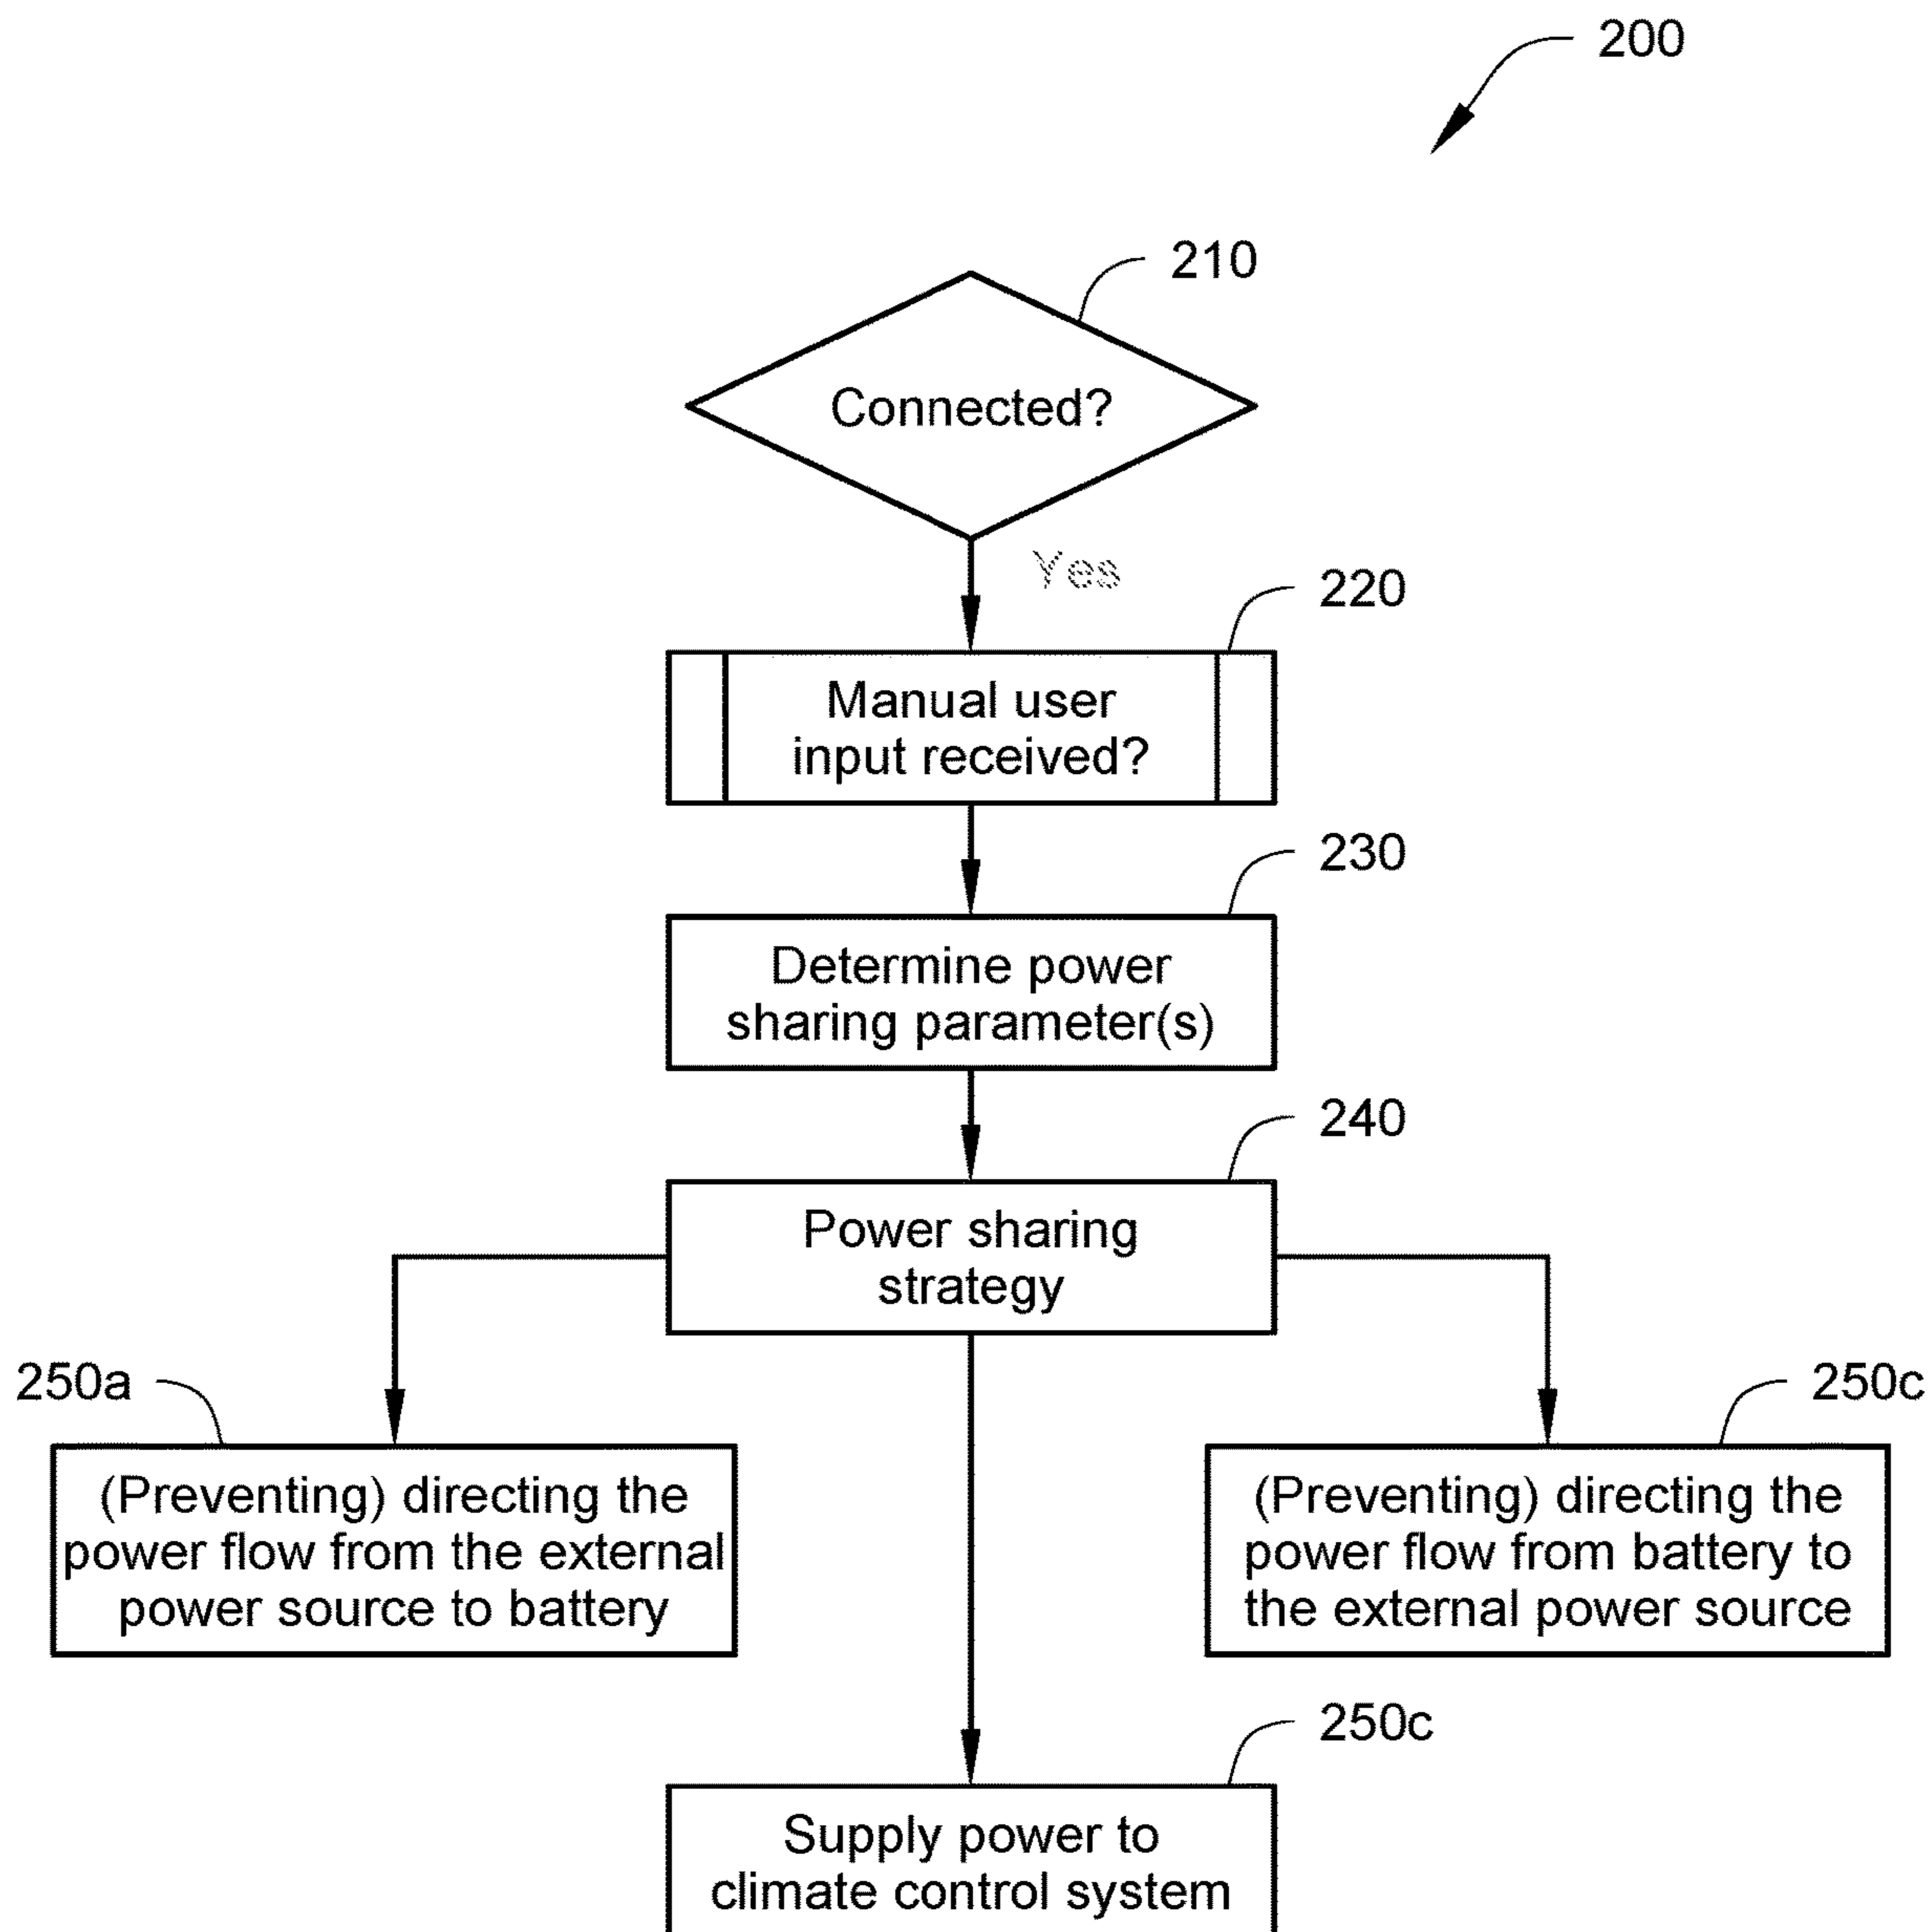 200
210
Connected?
Yes
220
Manual user
input received?
230
Determine power
sharing parameter(s)
240
Power sharing
strategy
250a
(Preventing) directing the
power flow from the external
power source to battery
250c
(Preventing) directing the
power flow from battery to
the external power source
250c
Supply power to
climate control system